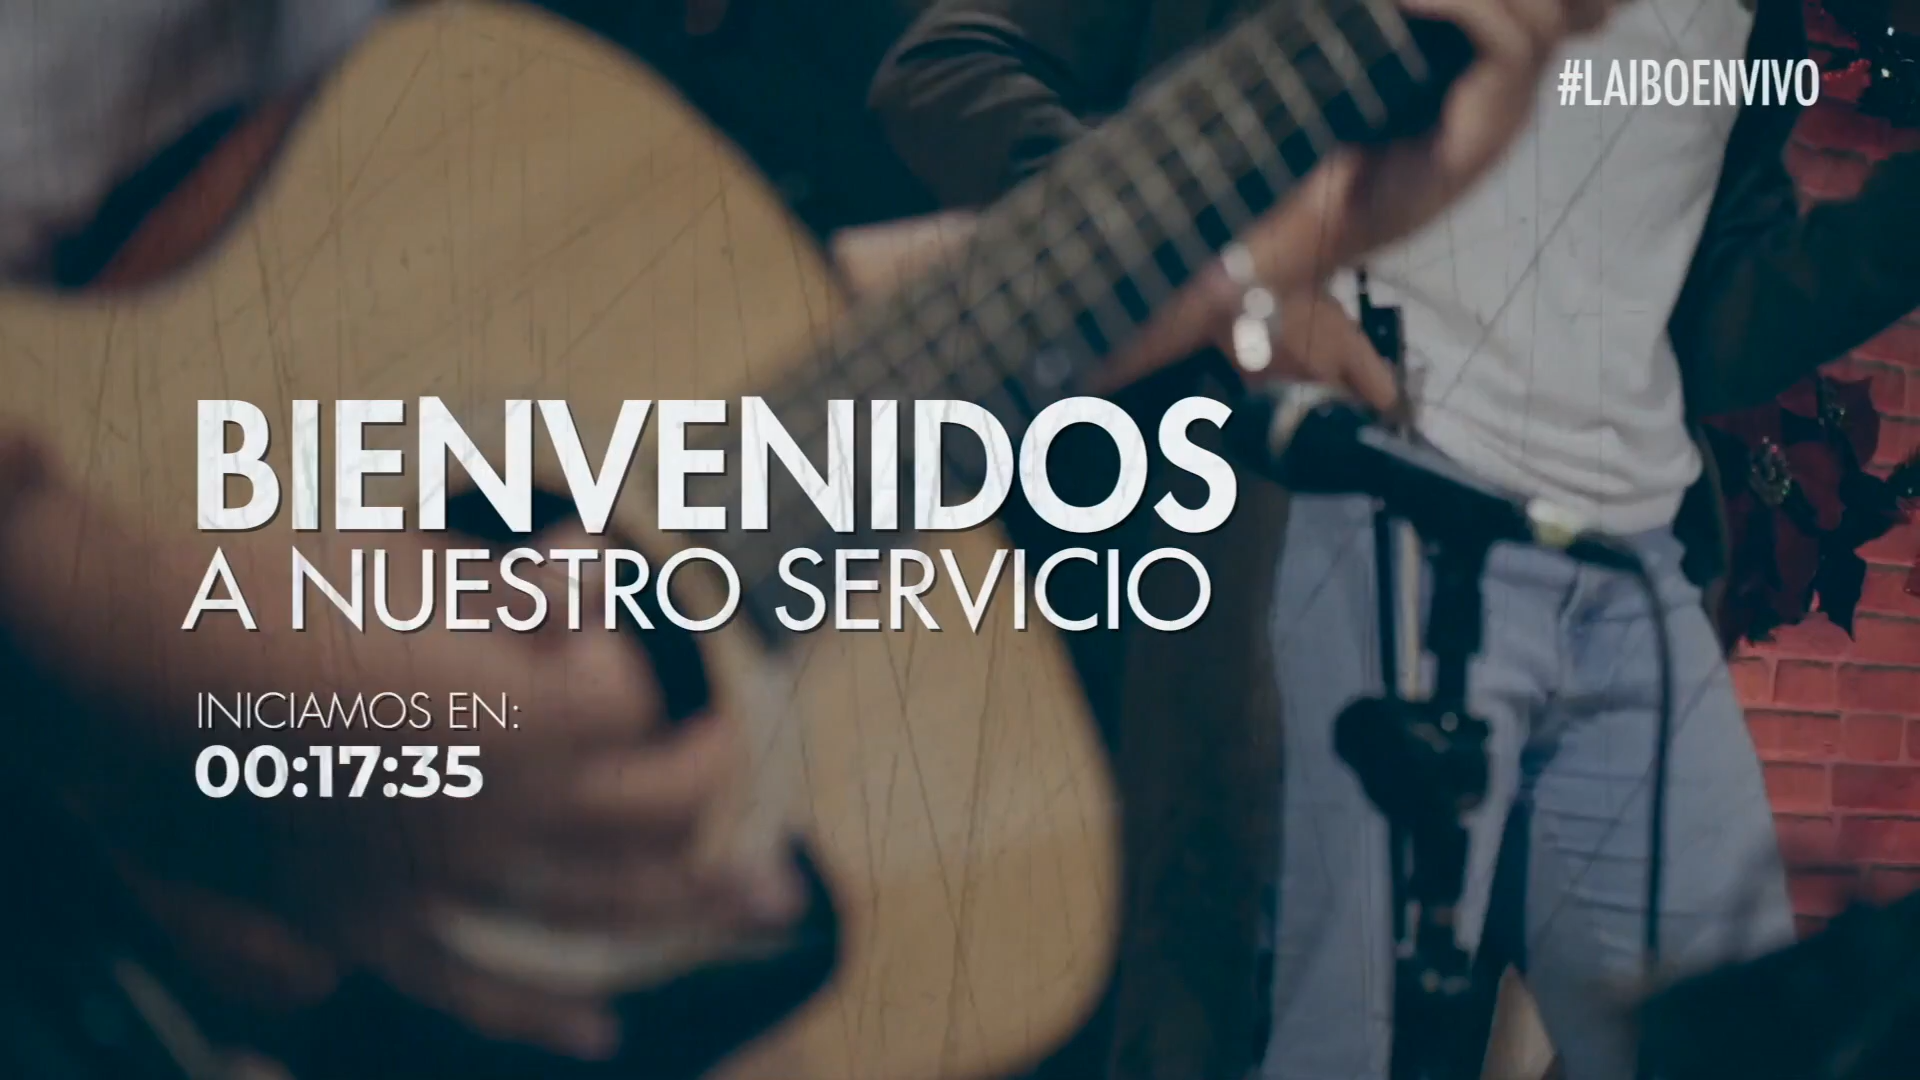 #LAIBOENVIVO
BIENVENIDOS
A NUESTRO SERVICIO
INICIAMOS EN:
00:17:35